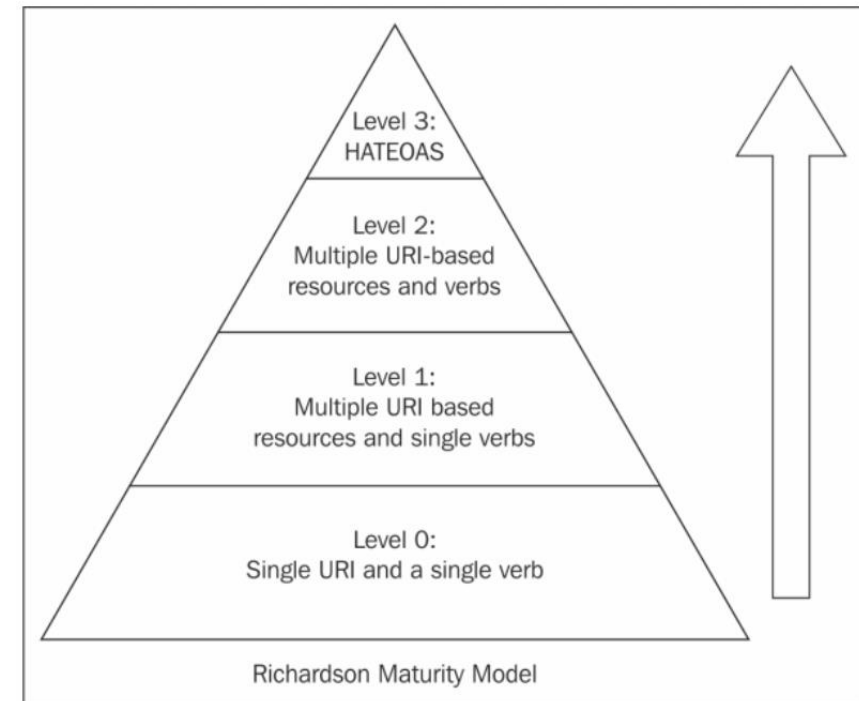 Level 3:
HATEOAS
Level 2:
Multiple URI-based
resources and verbs
Level 1:
Multiple URI based
resources and single verbs
Level 0:
Single URI and a single verb
Richardson Maturity Model